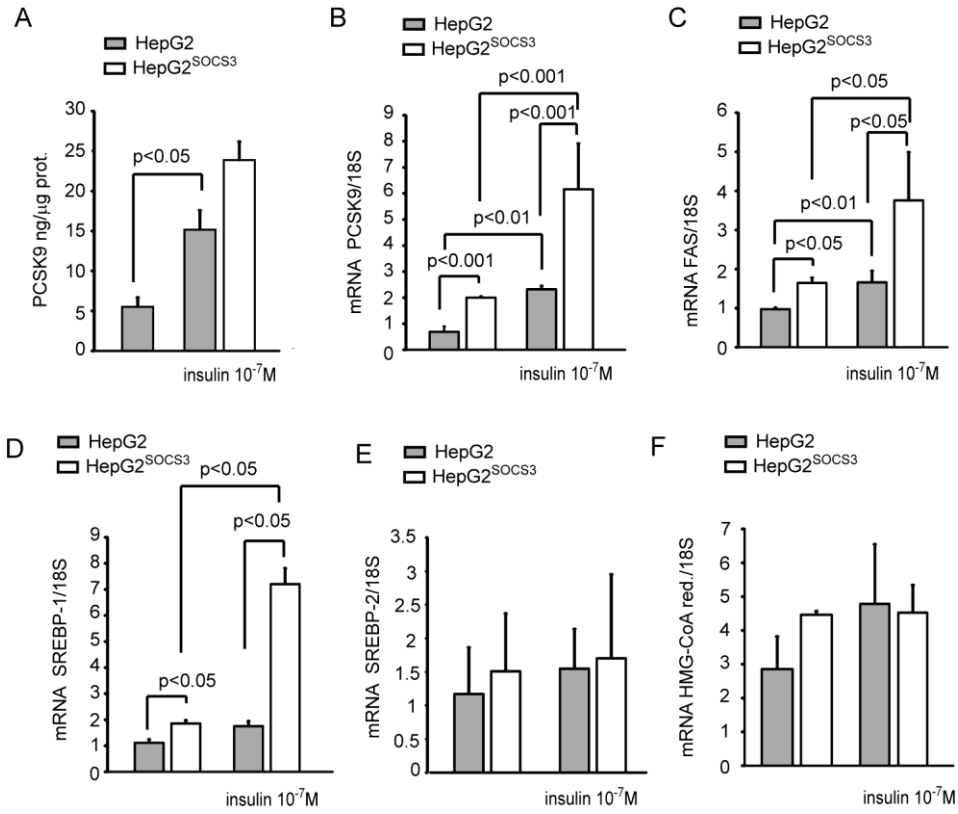 A
HepG2
HepG2SOCS3
PCSK9 ng/µg prot.
30
25
20
15
10
5
0
p<0.05
insulin 10-7M
B
HepG2
HepG2SOCS3
mRNA PCSK9/18S
9
8
7
6
5
4
3
2
1
0
p<0.001
p<0.001
p<0.01
p<0.001
insulin 10-7M
C
HepG2
HepG2SOCS3
mRNA FAS/18S
6
5
4
3
2
1
0
p<0.05
p<0.05
p<0.01
p<0.05
insulin 10-7M
D
HepG2
HepG2SOCS3
mRNA SREBP-1/18S
9
8
7
6
5
4
3
2
1
0
p<0.05
p<0.05
p<0.05
insulin 10-7M
E
HepG2
HepG2SOCS3
mRNA SREBP-2/18S
3.5
3
2.5
2
1.5
1
0.5
0
insulin 10-7M
F
HepG2
HepG2SOCS3
mRNA HMG-CoA red./18S
7
6
5
4
3
2
1
0
insulin 10-7M